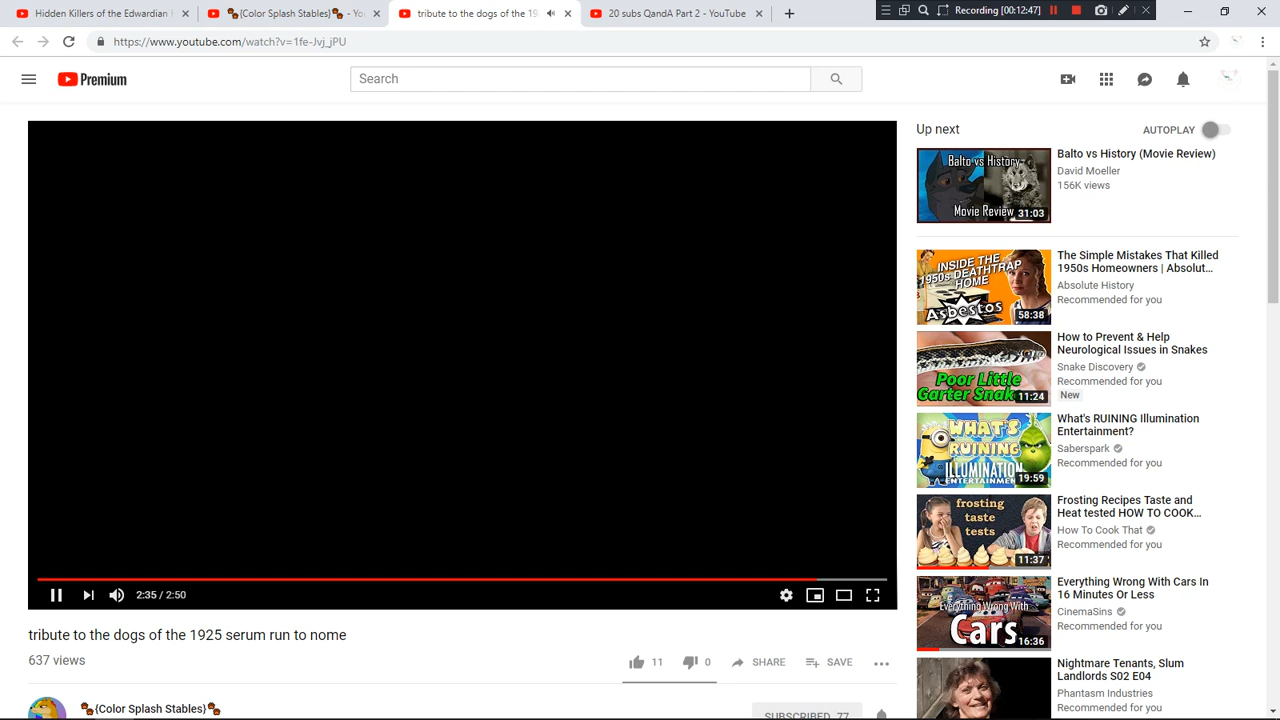 Hidden Killers of the Edwardian
{Color Splash Stables}
tribute to the dogs of the 19
2019 Horse QandA Part 2 - YouTube
Recording [00:12:47]
https://www.youtube.com/watch?v=1fe-Jvj_jPU
Premium
Search
Up next
AUTOPLAY
Balto vs History
Movie Review
31:03
Balto vs History (Movie Review)
David Moeller
156K views
INSIDE THE
1950s DEATHTRAP
HOME
Asbestos
58:38
The Simple Mistakes That Killed
1950s Homeowners | Absolut...
Absolute History
Recommended for you
Poor Little
Garter Snak
11:24
How to Prevent & Help
Neurological Issues in Snakes
Snake Discovery
Recommended for you
New
WHAT'S
RUINING
ILLUMINATION
ENTERTAINMENT
19:59
What's RUINING Illumination
Entertainment?
Saberspark
Recommended for you
frosting
taste
tests
11:37
Frosting Recipes Taste and
Heat tested HOW TO COOK...
How To Cook That
Recommended for you
Everything Wrong With
Cars
16:36
Everything Wrong With Cars In
16 Minutes Or Less
CinemaSins
Recommended for you
Nightmare Tenants, Slum
Landlords S02 E04
Phantasm Industries
Recommended for you
2:35 / 2:50
tribute to the dogs of the 1925 serum run to nome
637 views
11
0
SHARE
SAVE
{Color Splash Stables}
SUBSCRIBED 77